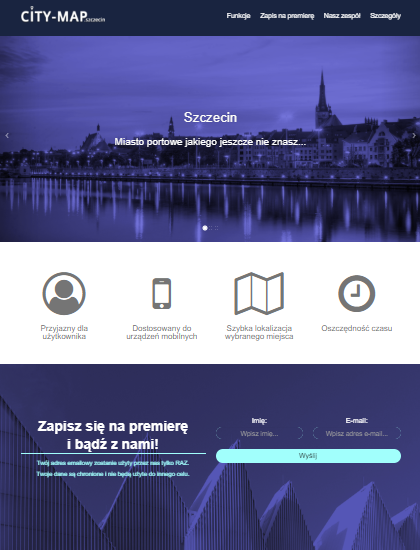 CITY-MAP.szczecin
Funkcje Zapis na premierę Nasz zespół Szczegóły
Szczecin
Miasto portowe jakiego jeszcze nie znasz...
Przyjazny dla
użytkownika
Dostosowany do
urządzeń mobilnych
Szybka lokalizacja
wybranego miejsca
Oszczędność czasu
Zapisz się na premierę
i bądź z nami!
Twój adres emailowy zostanie użyty przez nas tylko RAZ.
Twoje dane są chronione i nie będą użyte do innego celu.
Imię:
Wpisz imię...
E-mail:
Wpisz adres e-mail...
Wyślij